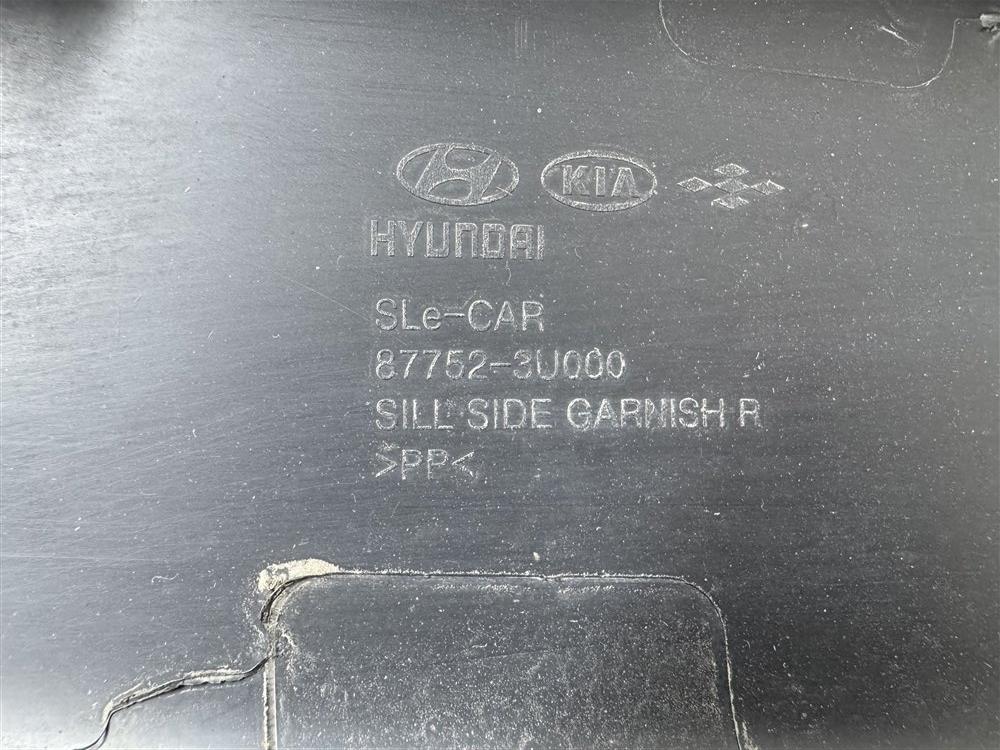 KIA
HYUNDAI
SLe-CAR
87752-3U000
SILL SIDE GARNISH R
>PP<